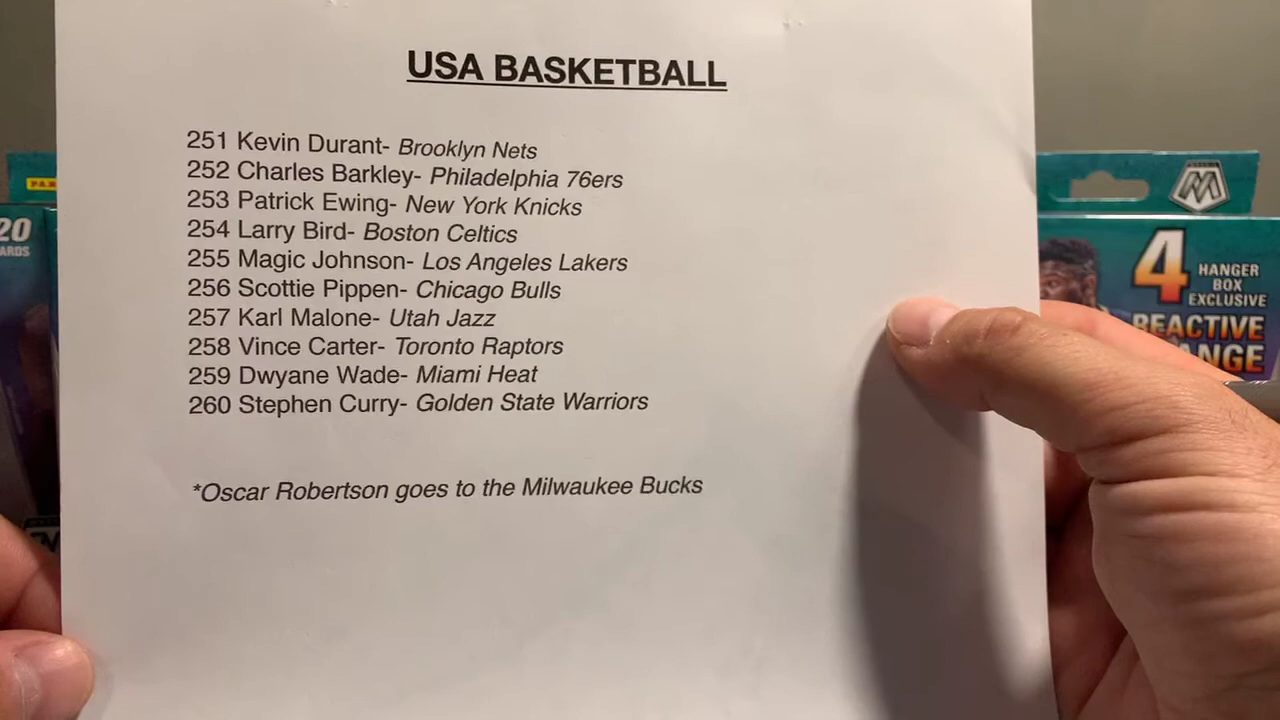 USA BASKETBALL
251 Kevin Durant- Brooklyn Nets
252 Charles Barkley- Philadelphia 76ers
253 Patrick Ewing- New York Knicks
254 Larry Bird- Boston Celtics
255 Magic Johnson- Los Angeles Lakers
256 Scottie Pippen- Chicago Bulls
257 Karl Malone- Utah Jazz
258 Vince Carter- Toronto Raptors
259 Dwyane Wade- Miami Heat
260 Stephen Curry- Golden State Warriors
*Oscar Robertson goes to the Milwaukee Bucks
20
4
HANGER
BOX
EXCLUSIVE
REACTIVE